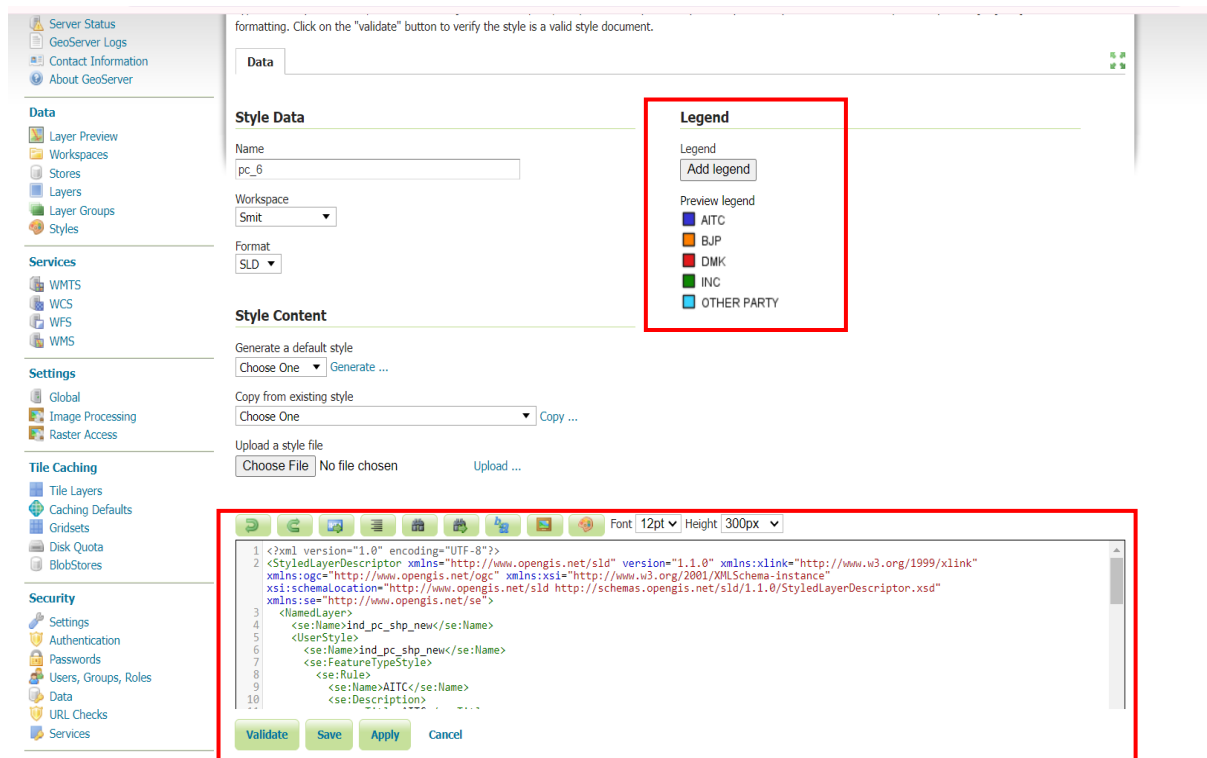 Server Status
GeoServer Logs
Contact Information
About GeoServer
Data
Layer Preview
Workspaces
Stores
Layers
Layer Groups
Styles
Services
WMTS
WCS
WFS
WMS
Settings
Global
Image Processing
Raster Access
Tile Caching
Tile Layers
Caching Defaults
Gridsets
Disk Quota
BlobStores
Security
Settings
Authentication
Passwords
Users, Groups, Roles
Data
URL Checks
Services
formatting. Click on the "validate" button to verify the style is a valid style document.
Data
Style Data
Name
pc_6
Workspace
Smit
Format
SLD
Legend
Legend
Add legend
Preview legend
AITC
BJP
DMK
INC
OTHER PARTY
Style Content
Generate a default style
Choose One Generate ...
Copy from existing style
Choose One Copy ...
Upload a style file
Choose File No file chosen Upload ...
Font 12pt Height 300px
1 <?xml version="1.0" encoding="UTF-8"?>
2 <StyledLayerDescriptor xmlns="http://www.opengis.net/sld" version="1.1.0" xmlns:xlink="http://www.w3.org/1999/xlink"
xmlns:ogc="http://www.opengis.net/ogc" xmlns:xsi="http://www.w3.org/2001/XMLSchema-instance"
xsi:schemaLocation="http://www.opengis.net/sld http://schemas.opengis.net/sld/1.1.0/StyledLayerDescriptor.xsd"
xmlns:se="http://www.opengis.net/se">
3 <NamedLayer>
4 <se:Name>ind_pc_shp_new</se:Name>
5 <UserStyle>
6 <se:Name>ind_pc_shp_new</se:Name>
7 <se:FeatureTypeStyle>
8 <se:Rule>
9 <se:Name>AITC</se:Name>
10 <se:Description>
Validate Save Apply Cancel